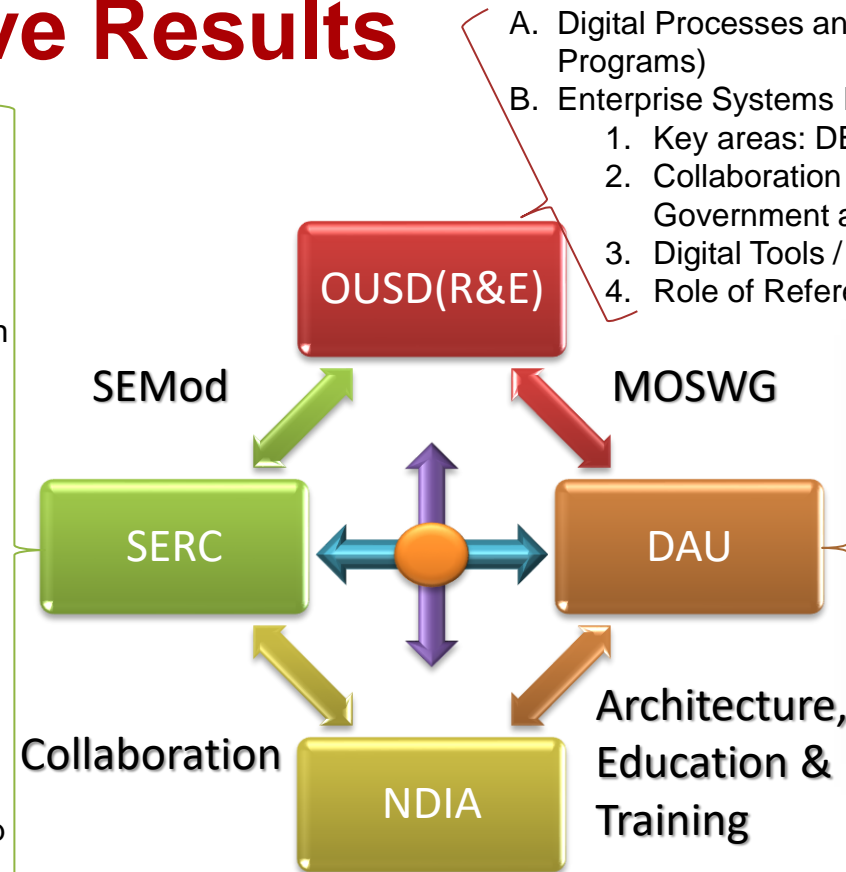 ve Results
A. Digital Processes an
Programs)
B. Enterprise Systems
1. Key areas: DE
2. Collaboration
Government a
3. Digital Tools /
4. Role of Refere
OUSD(R&E)
SEMod
MOSWG
SERC
DAU
Collaboration
Architecture,
Education &
Training
NDIA